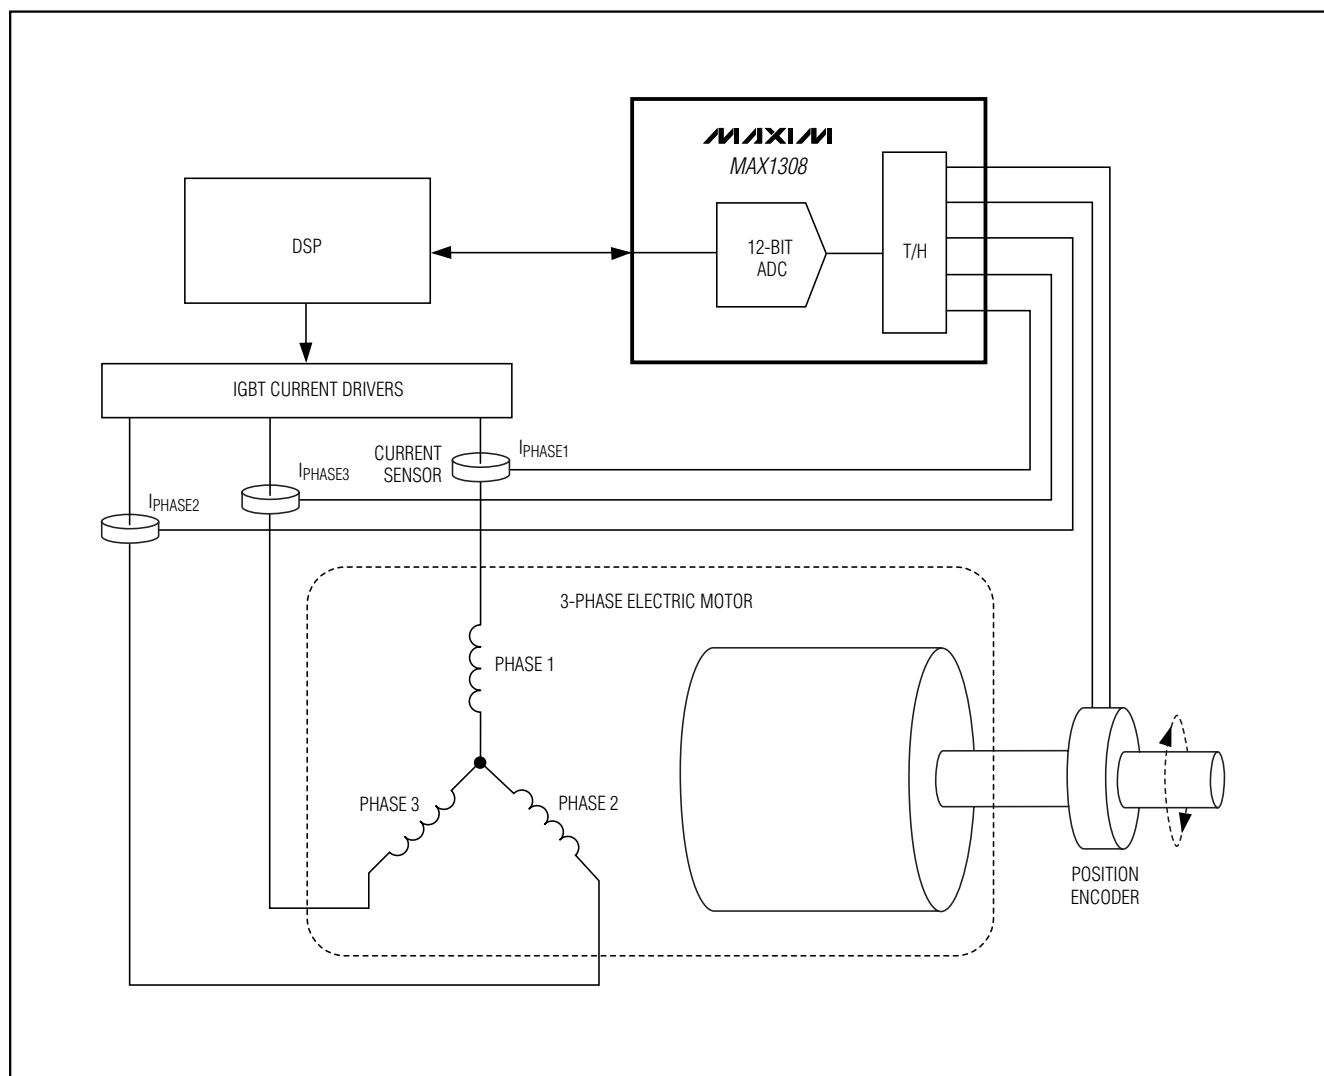 MAXIM
MAX1308
DSP
12-BIT
ADC
T/H
IGBT CURRENT DRIVERS
CURRENT
SENSOR
IPHASE1
IPHASE3
IPHASE2
3-PHASE ELECTRIC MOTOR
PHASE 1
PHASE 3
PHASE 2
POSITION
ENCODER